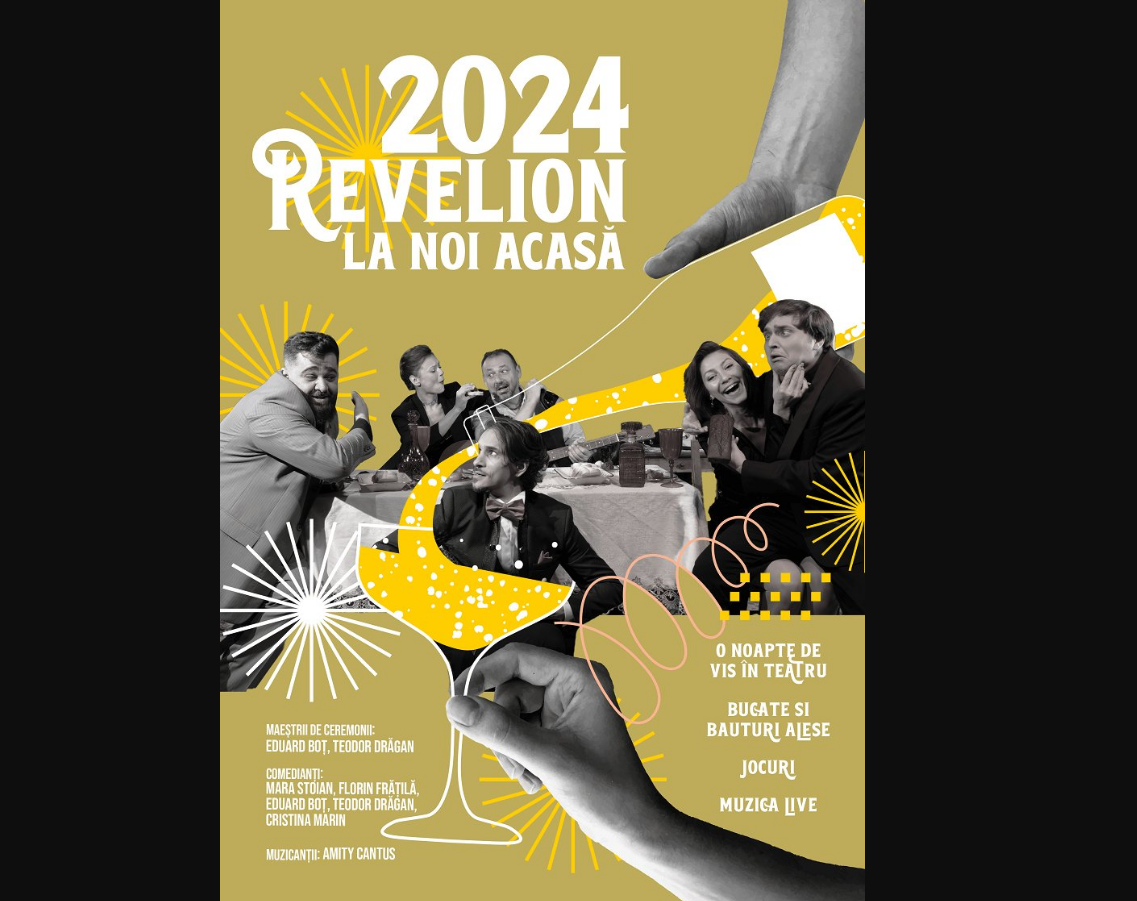 2024
REVELION
LA NOI ACASĂ
O NOAPTE DE
VIS ÎN TEATRU
BUCATE SI
BAUTURI ALESE
JOCURI
MUZICA LIVE
MAEȘTRII DE CEREMONII:
EDUARD BOȚ, TEODOR DRĂGAN
COMEDIANȚI:
MARA STOIAN, FLORIN FRĂȚILĂ,
EDUARD BOȚ, TEODOR DRĂGAN,
CRISTINA MARIN
MUZICANȚII: AMITY CANTUS